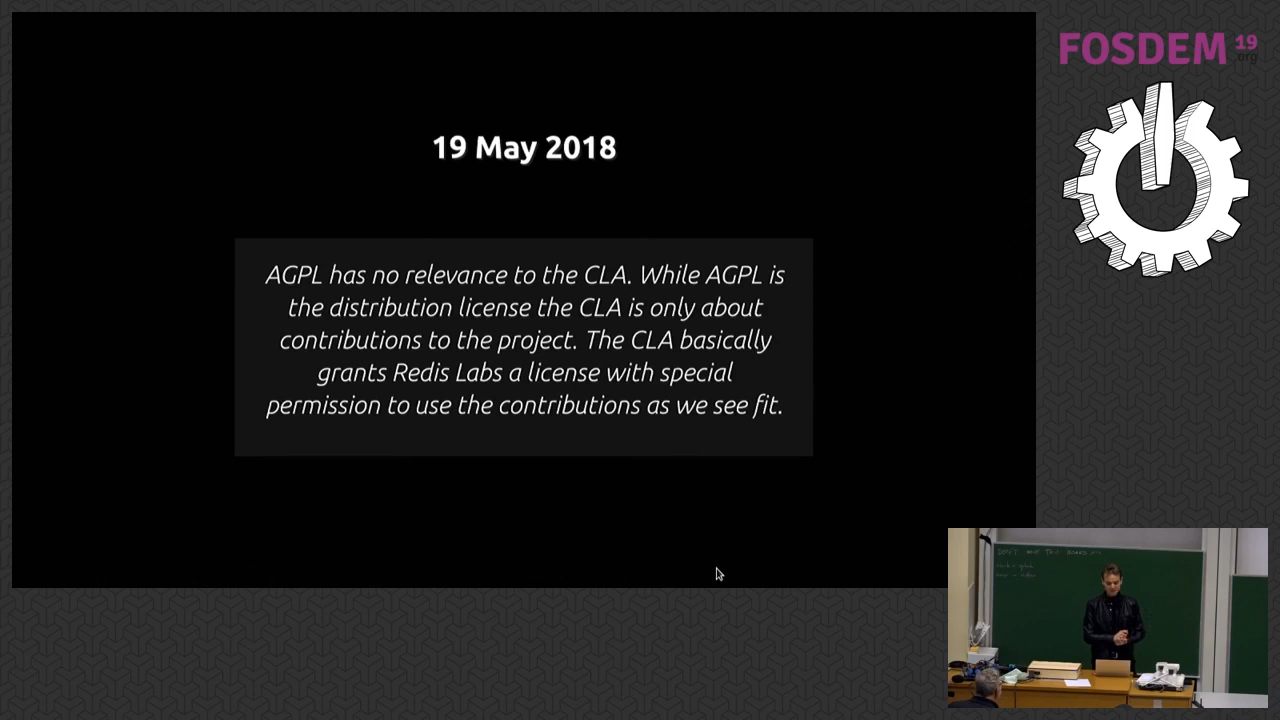 FOSDEM 19
.org
19 May 2018
AGPL has no relevance to the CLA. While AGPL is
the distribution license the CLA is only about
contributions to the project. The CLA basically
grants Redis Labs a license with special
permission to use the contributions as we see fit.
DON'T